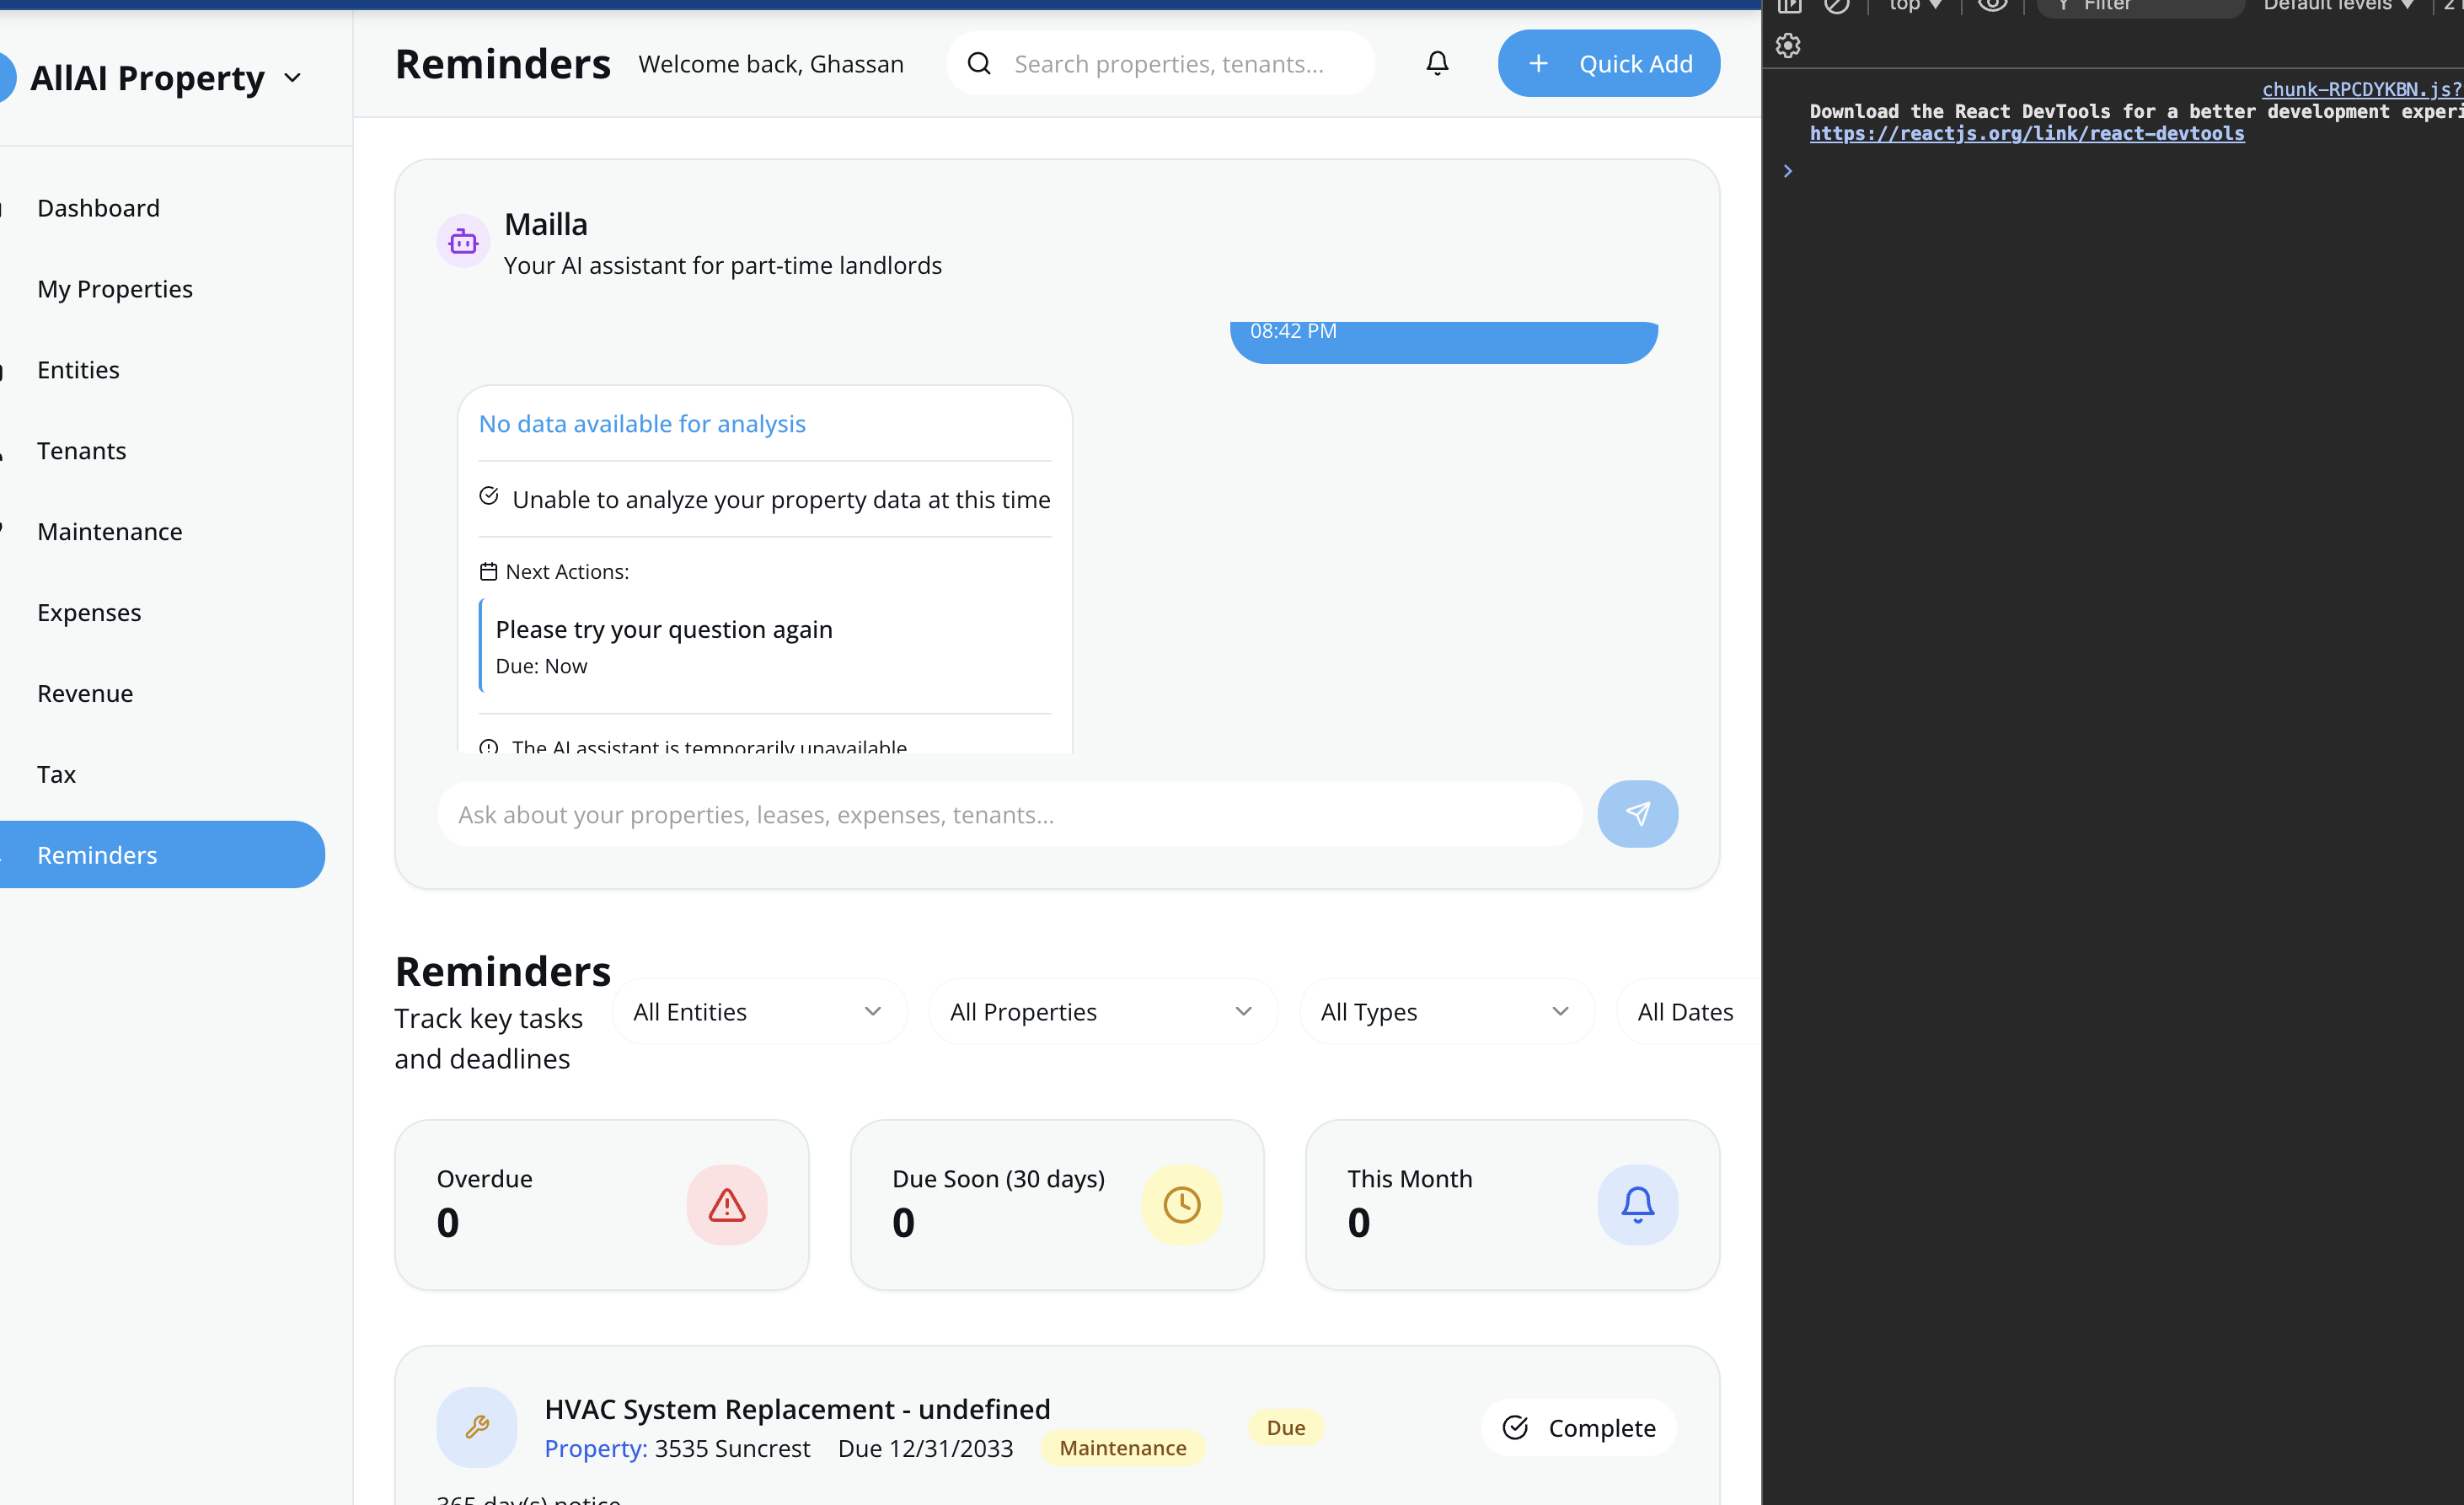 AllAI Property
Dashboard
My Properties
Entities
Tenants
Maintenance
Expenses
Revenue
Tax
Reminders
Reminders
Welcome back, Ghassan
Search properties, tenants...
Quick Add
Mailla
Your AI assistant for part-time landlords
08:42 PM
No data available for analysis
Unable to analyze your property data at this time
Next Actions:
Please try your question again
Due: Now
The AI assistant is temporarily unavailable
Ask about your properties, leases, expenses, tenants...
Reminders
Track key tasks
and deadlines
All Entities
All Properties
All Types
All Dates
Overdue
0
Due Soon (30 days)
0
This Month
0
HVAC System Replacement - undefined
Property: 3535 Suncrest Due 12/31/2033 Maintenance
Due
Complete
365 day(s) notice
top
Filter
Default levels
2
chunk-RPCDYKBN.js?
Download the React DevTools for a better development experi
https://reactjs.org/link/react-devtools